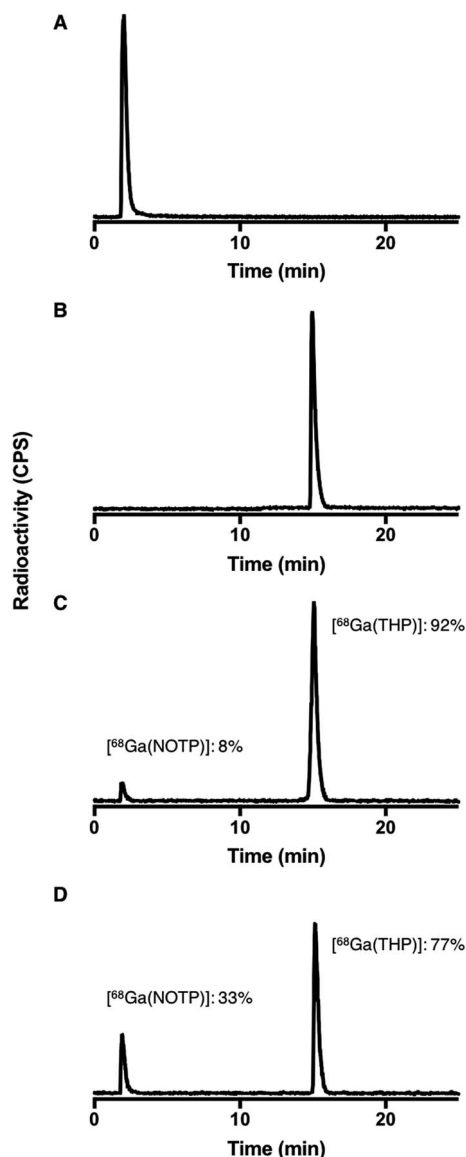 A
0 10 20
Time (min)
B
0 10 20
Time (min)
Radioactivity (CPS)
C
[⁶⁸Ga(THP)]: 92%
[⁶⁸Ga(NOTP)]: 8%
0 10 20
Time (min)
D
[⁶⁸Ga(THP)]: 77%
[⁶⁸Ga(NOTP)]: 33%
0 10 20
Time (min)